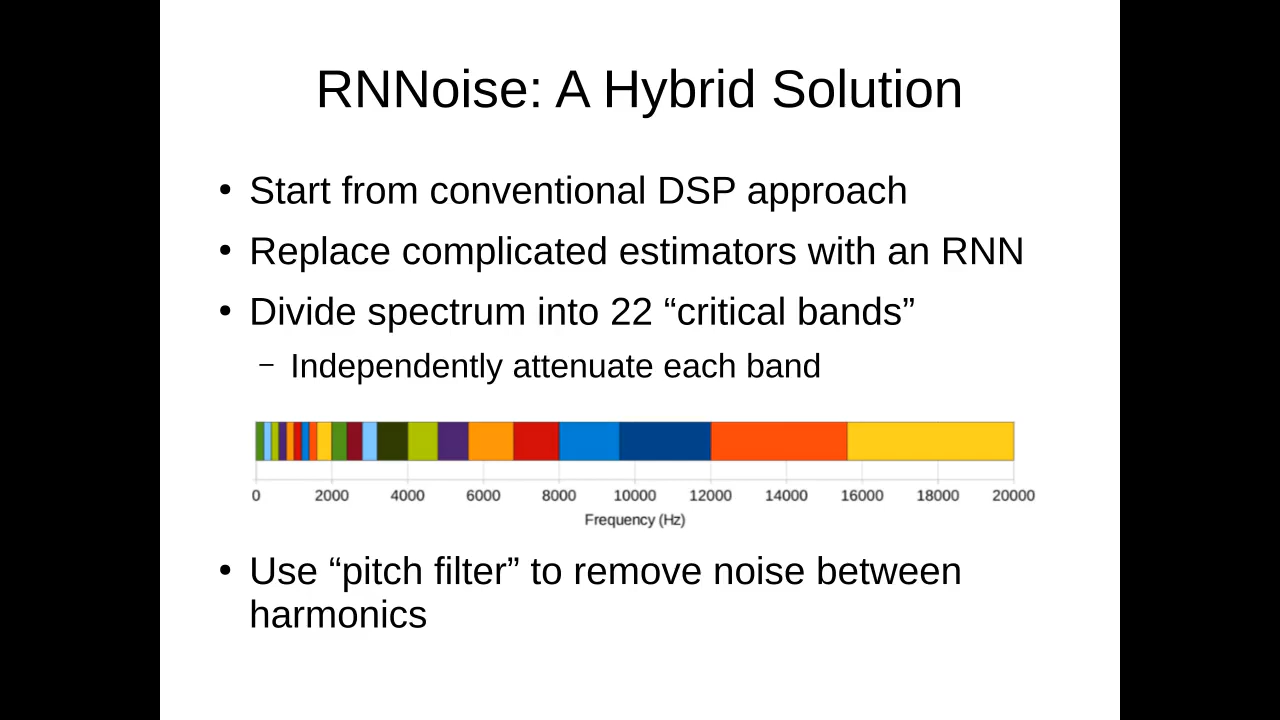 RNNoise: A Hybrid Solution
• Start from conventional DSP approach
• Replace complicated estimators with an RNN
• Divide spectrum into 22 “critical bands”
– Independently attenuate each band
0 2000 4000 6000 8000 10000 12000 14000 16000 18000 20000
Frequency (Hz)
• Use “pitch filter” to remove noise between
harmonics